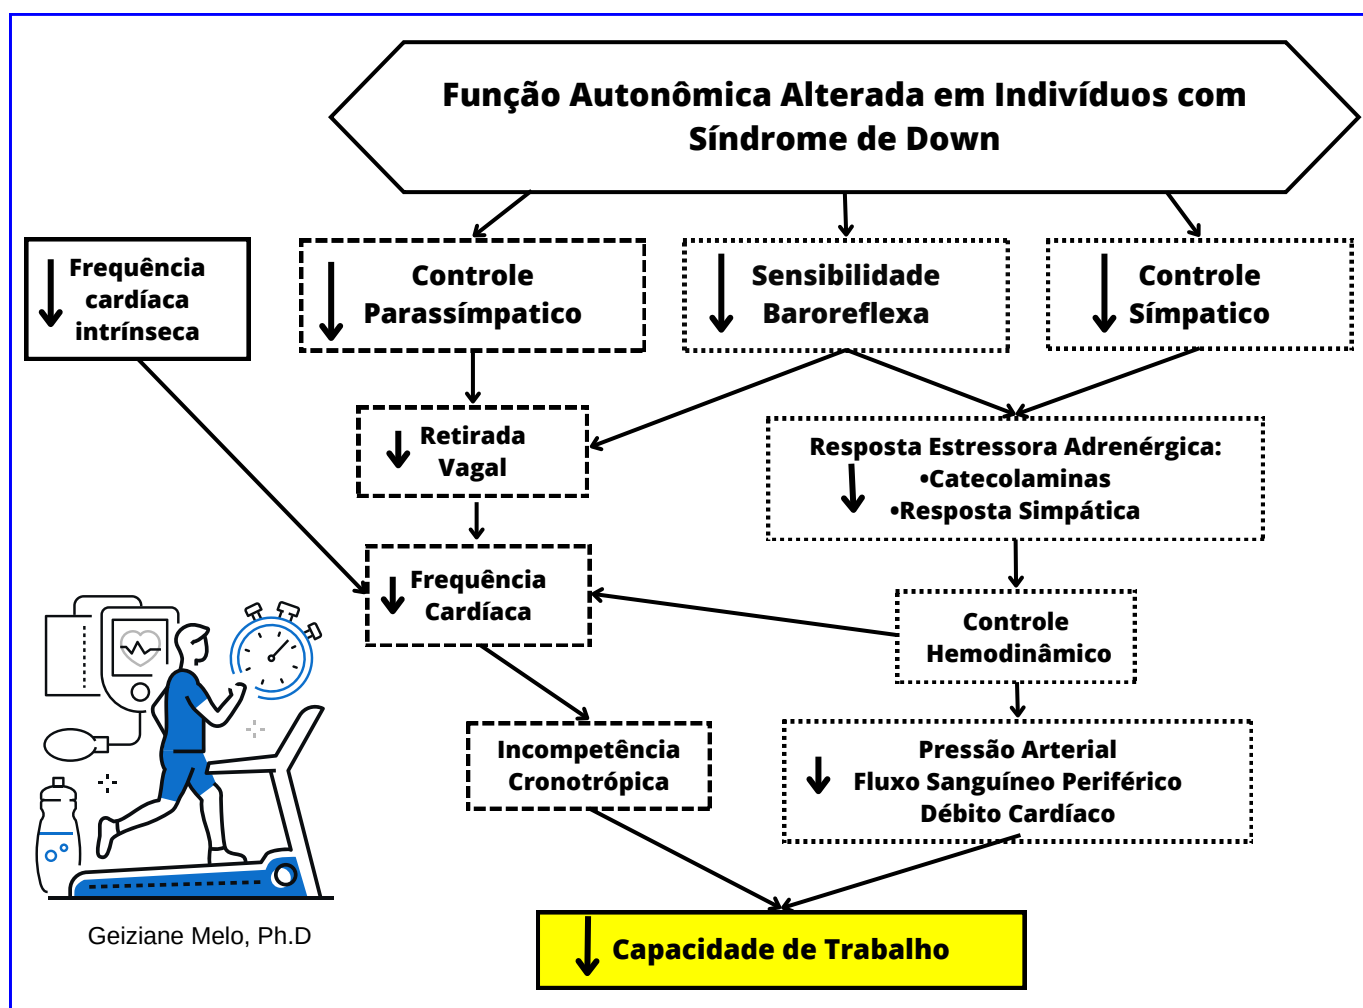 Função Autonômica Alterada em Indivíduos com
Síndrome de Down
Frequência
cardíaca
intrínseca
Controle
Parassímpatico
Sensibilidade
Baroreflexa
Controle
Símpatico
Retirada
Vagal
Resposta Estressora Adrenérgica:
•Catecolaminas
•Resposta Simpática
Frequência
Cardíaca
Controle
Hemodinâmico
Incompetência
Cronotrópica
Pressão Arterial
Fluxo Sanguíneo Periférico
Débito Cardíaco
Capacidade de Trabalho
Geiziane Melo, Ph.D